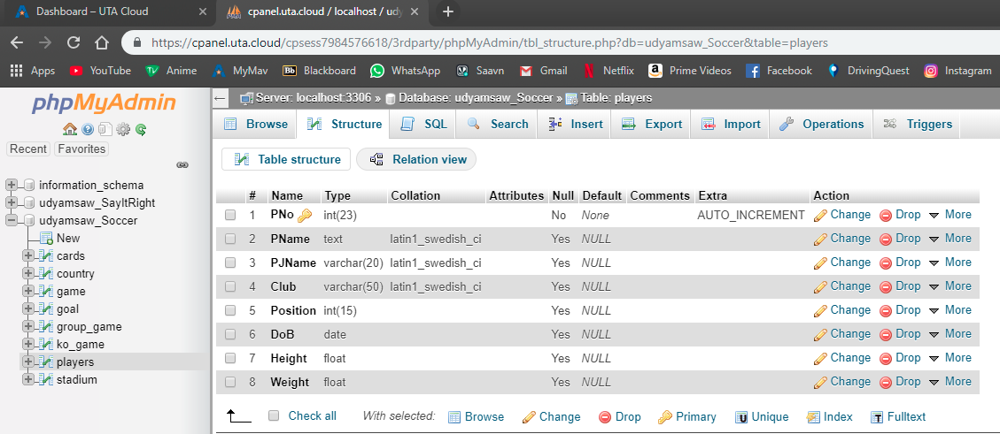 Dashboard – UTA Cloud
cpanel.uta.cloud / localhost / udy
https://cpanel.uta.cloud/cpsess7984576618/3rdparty/phpMyAdmin/tbl_structure.php?db=udyamsaw_Soccer&table=players
Apps YouTube Anime MyMav Blackboard WhatsApp Saavn Gmail Netflix Prime Videos Facebook DrivingQuest Instagram
phpMyAdmin
Recent Favorites
information_schema
udyamsaw_SayItRight
udyamsaw_Soccer
New
cards
country
game
goal
group_game
ko_game
players
stadium
Server: localhost:3306 » Database: udyamsaw_Soccer » Table: players
Browse Structure SQL Search Insert Export Import Operations Triggers
Table structure Relation view
# Name Type Collation Attributes Null Default Comments Extra Action
1 PNo int(23) No None AUTO_INCREMENT Change Drop More
2 PName text latin1_swedish_ci Yes NULL Change Drop More
3 PJName varchar(20) latin1_swedish_ci Yes NULL Change Drop More
4 Club varchar(50) latin1_swedish_ci Yes NULL Change Drop More
5 Position int(15) Yes NULL Change Drop More
6 DoB date Yes NULL Change Drop More
7 Height float Yes NULL Change Drop More
8 Weight float Yes NULL Change Drop More
Check all With selected: Browse Change Drop Primary Unique Index Fulltext